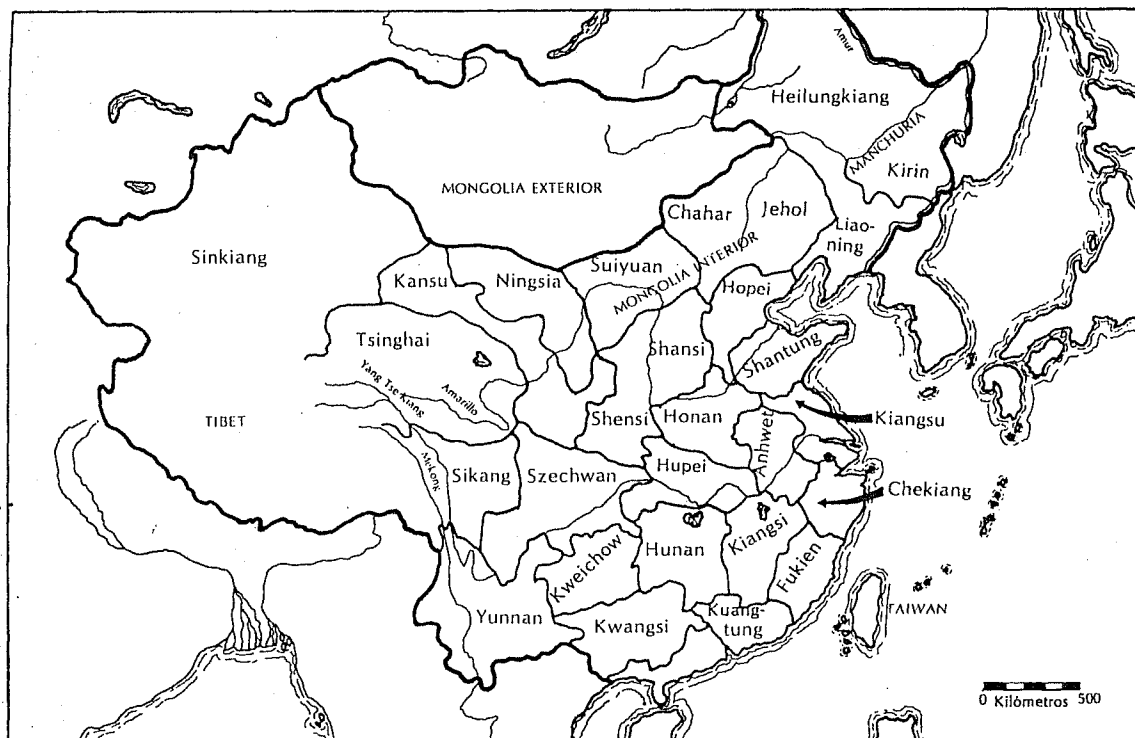 Amur
Heilungkiang
MANCHURIA
Kirin
MONGOLIA EXTERIOR
Chahar
Jehol
Liao-
ning
Sinkiang
Kansu
Ningsia
Suiyuan
MONGOLIA INTERIOR
Hopei
Tsinghai
Shansi
Shantung
Yang Tse Kiang
Amarillo
TIBET
Shensi
Honan
Anhwet
Kiangsu
Mekong
Sikang
Szechwan
Hupei
Chekiang
Kweichow
Hunan
Kiangsi
Fukien
Yunnan
Kwangsi
Kuang-
tung
TAIWAN
0 Kilómetros 500